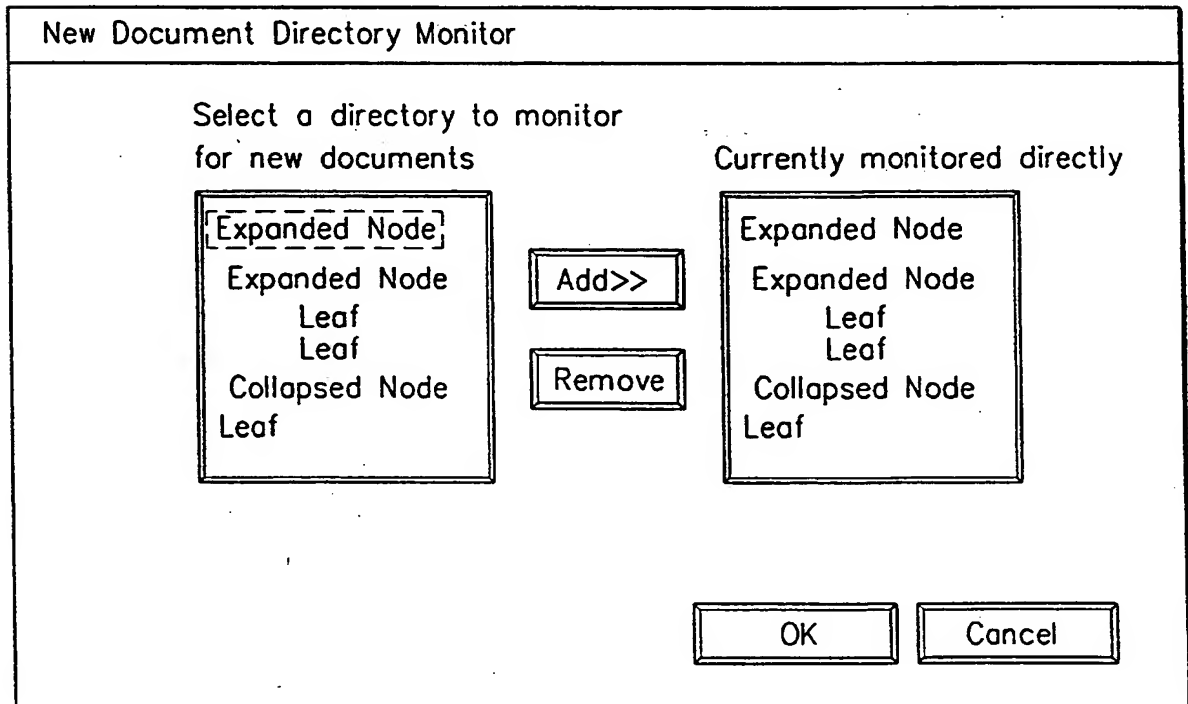 New Document Directory Monitor
Select a directory to monitor
for new documents
Expanded Node
Expanded Node
Leaf
Leaf
Collapsed Node
Leaf
Add>>
Remove
Currently monitored directly
Expanded Node
Expanded Node
Leaf
Leaf
Collapsed Node
Leaf
OK
Cancel